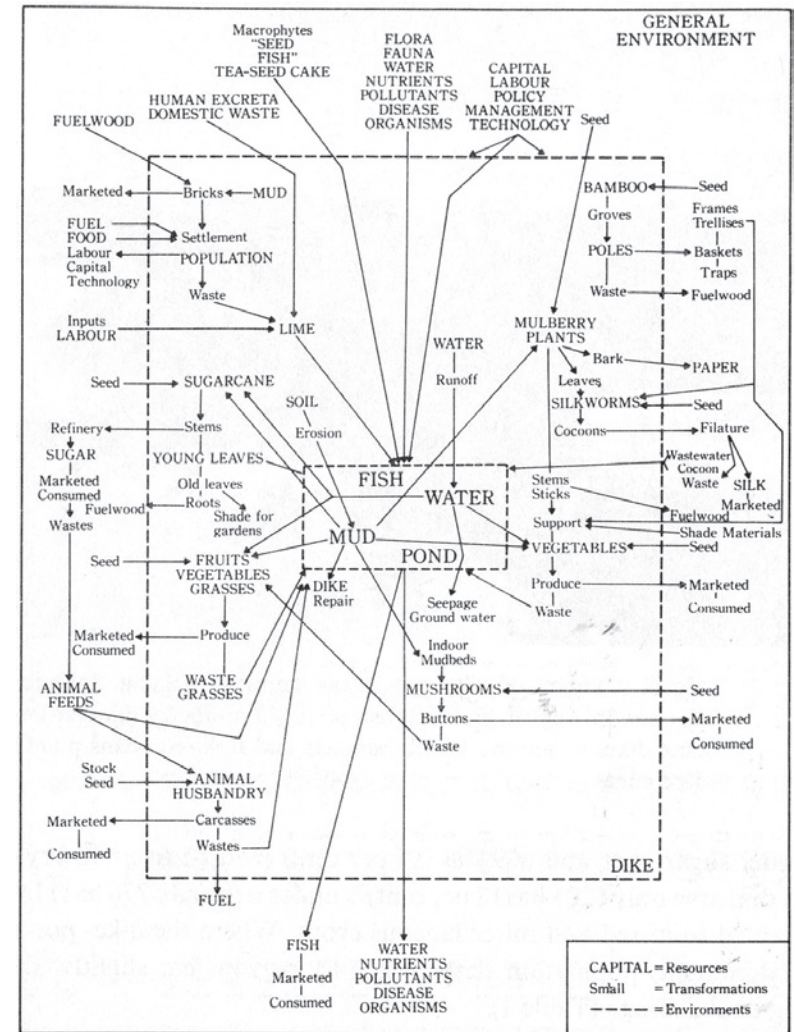 GENERAL
ENVIRONMENT
Macrophytes
"SEED
FISH"
TEA-SEED CAKE
FLORA
FAUNA
WATER
NUTRIENTS
POLLUTANTS
DISEASE
ORGANISMS
CAPITAL
LABOUR
POLICY
MANAGEMENT
TECHNOLOGY
HUMAN EXCRETA
DOMESTIC WASTE
FUELWOOD
Seed
Marketed
Bricks
MUD
BAMBOO
Seed
Groves
Frames
Trellises
FUEL
FOOD
Settlement
Labour
Capital
Technology
POPULATION
POLES
Baskets
Traps
Waste
Waste
Fuelwood
Inputs
LABOUR
LIME
WATER
MULBERRY
PLANTS
Runoff
Bark
PAPER
Seed
SUGARCANE
SOIL
Leaves
SILKWORMS
Seed
Refinery
Stems
Erosion
Cocoons
Filature
SUGAR
YOUNG LEAVES
Wastewater
Cocoon
Waste
SILK
Marketed
Marketed
Consumed
Old leaves
FISH
WATER
Stems
Sticks
Fuelwood
Roots
Fuelwood
Wastes
Shade for
gardens
Support
Shade Materials
MUD
VEGETABLES
Seed
Seed
FRUITS
VEGETABLES
GRASSES
POND
DIKE
Repair
Produce
Marketed
Consumed
Seepage
Ground water
Waste
Marketed
Consumed
Produce
Indoor
Mudbeds
WASTE
GRASSES
ANIMAL
FEEDS
MUSHROOMS
Seed
Buttons
Marketed
Consumed
Waste
Stock
Seed
ANIMAL
HUSBANDRY
Marketed
Carcasses
Consumed
Wastes
DIKE
FUEL
FISH
Marketed
Consumed
WATER
NUTRIENTS
POLLUTANTS
DISEASE
ORGANISMS
CAPITAL = Resources
Small = Transformations
= Environments